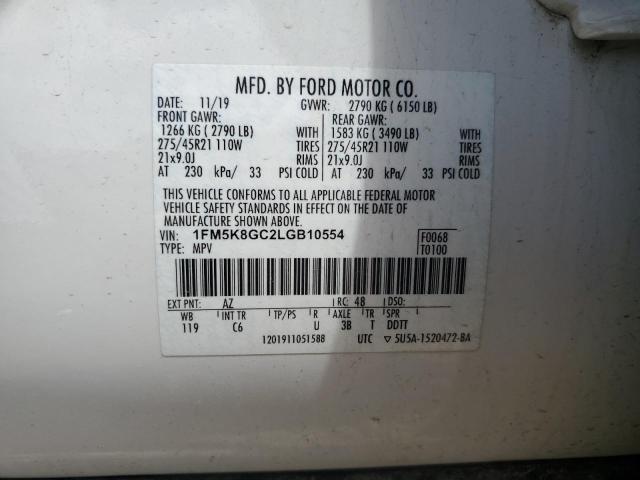 MFD. BY FORD MOTOR CO.
DATE: 11/19 GVWR: 2790 KG ( 6150 LB)
FRONT GAWR: REAR GAWR:
1266 KG ( 2790 LB) WITH 1583 KG ( 3490 LB) WITH
275/45R21 110W TIRES 275/45R21 110W TIRES
21x9.0J RIMS 21x9.0J RIMS
AT 230 kPa/ 33 PSI COLD AT 230 kPa/ 33 PSI COLD
THIS VEHICLE CONFORMS TO ALL APPLICABLE FEDERAL MOTOR
VEHICLE SAFETY STANDARDS IN EFFECT ON THE DATE OF
MANUFACTURE SHOWN ABOVE.
VIN: 1FM5K8GC2LGB10554 F0068
TYPE: MPV T0100
EXT PNT: AZ RC: 48 DSO:
WB INT TR TP/PS R AXLE TR SPR
119 C6 U 3B T DDTT
1201911051588 UTC ▽ 5U5A-1520472-BA